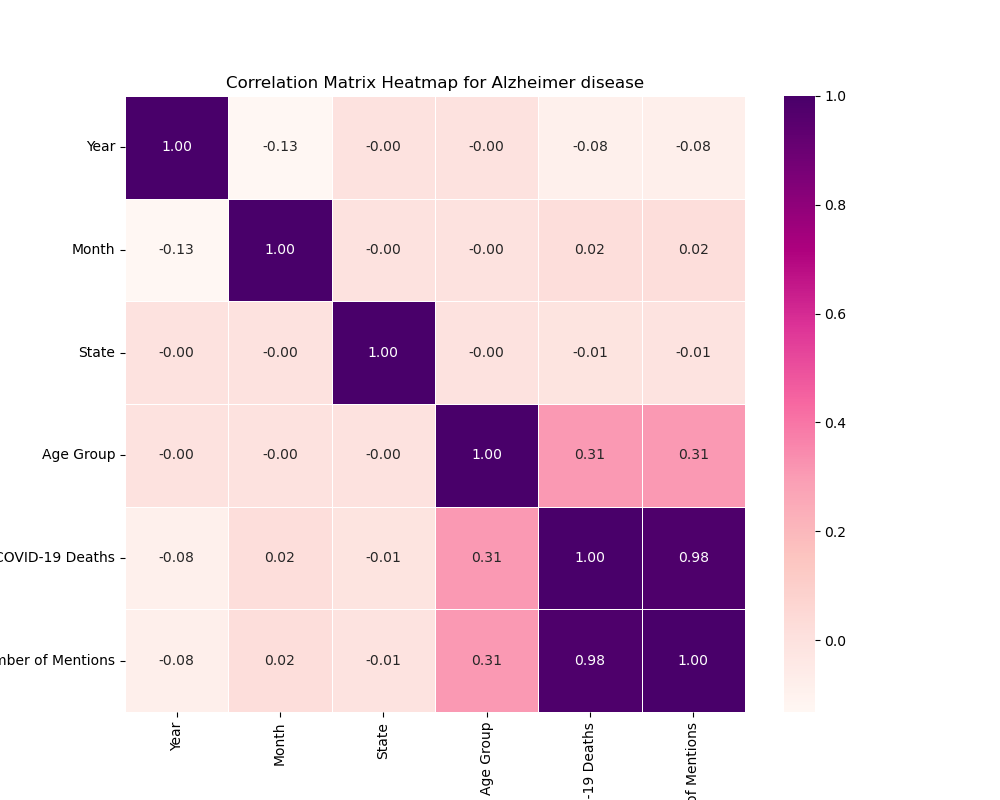 Correlation Matrix Heatmap for Alzheimer disease
Year 1.00 -0.13 -0.00 -0.00 -0.08 -0.08
Month -0.13 1.00 -0.00 -0.00 0.02 0.02
State -0.00 -0.00 1.00 -0.00 -0.01 -0.01
Age Group -0.00 -0.00 -0.00 1.00 0.31 0.31
COVID-19 Deaths -0.08 0.02 -0.01 0.31 1.00 0.98
mber of Mentions -0.08 0.02 -0.01 0.31 0.98 1.00
Year Month State Age Group -19 Deaths of Mentions
1.0
0.8
0.6
0.4
0.2
0.0